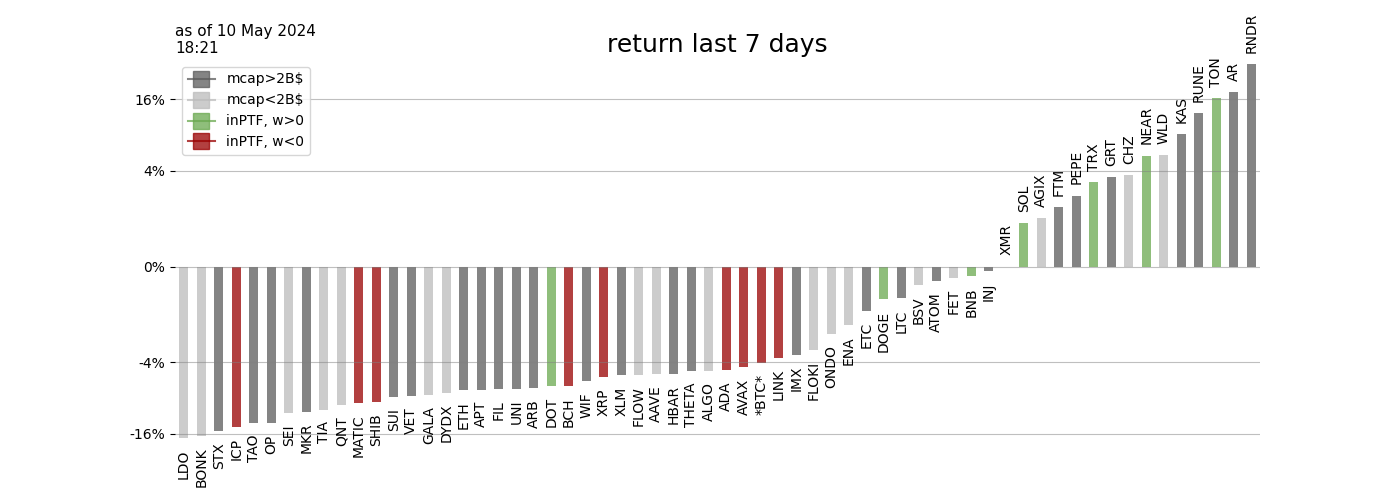 as of 10 May 2024
18:21
return last 7 days
mcap>2B$
mcap<2B$
inPTF, w>0
inPTF, w<0
16%
4%
0%
-4%
-16%
LDO
BONK
STX
ICP
TAO
OP
SEI
MKR
TIA
QNT
MATIC
SHIB
SUI
VET
GALA
DYDX
ETH
APT
FIL
UNI
ARB
DOT
BCH
WIF
XRP
XLM
FLOW
AAVE
HBAR
THETA
ALGO
ADA
AVAX
*BTC*
LINK
IMX
FLOKI
ONDO
ENA
ETC
DOGE
LTC
BSV
ATOM
FET
BNB
INJ
XMR
SOL
AGIX
FTM
PEPE
TRX
GRT
CHZ
NEAR
WLD
KAS
RUNE
TON
AR
RNDR